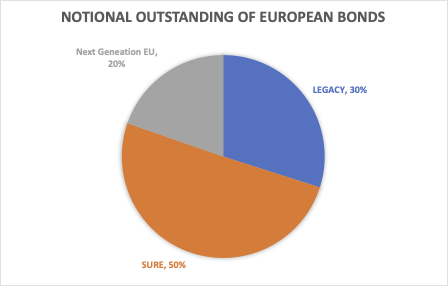 NOTIONAL OUTSTANDING OF EUROPEAN BONDS
Next Geneation EU,
20%
LEGACY, 30%
SURE, 50%